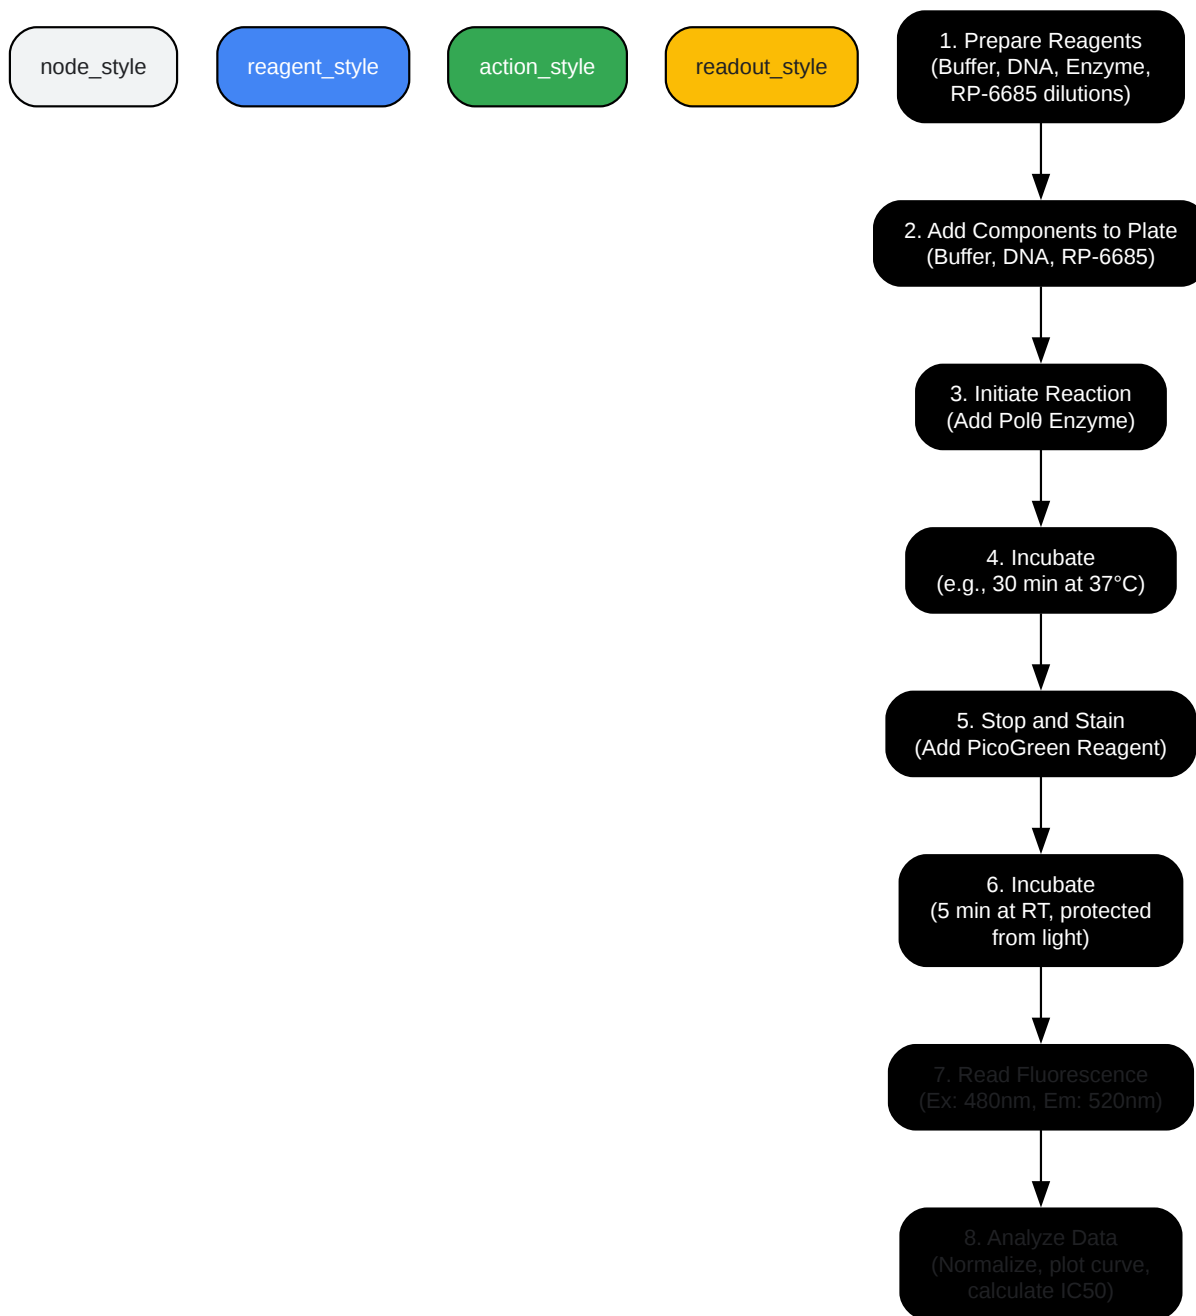 node_style
reagent_style
action_style
readout_style
1. Prepare Reagents
(Buffer, DNA, Enzyme,
RP-6685 dilutions)
2. Add Components to Plate
(Buffer, DNA, RP-6685)
3. Initiate Reaction
(Add Polθ Enzyme)
4. Incubate
(e.g., 30 min at 37°C)
5. Stop and Stain
(Add PicoGreen Reagent)
6. Incubate
(5 min at RT, protected
from light)
7. Read Fluorescence
(Ex: 480nm, Em: 520nm)
8. Analyze Data
(Normalize, plot curve,
calculate IC50)